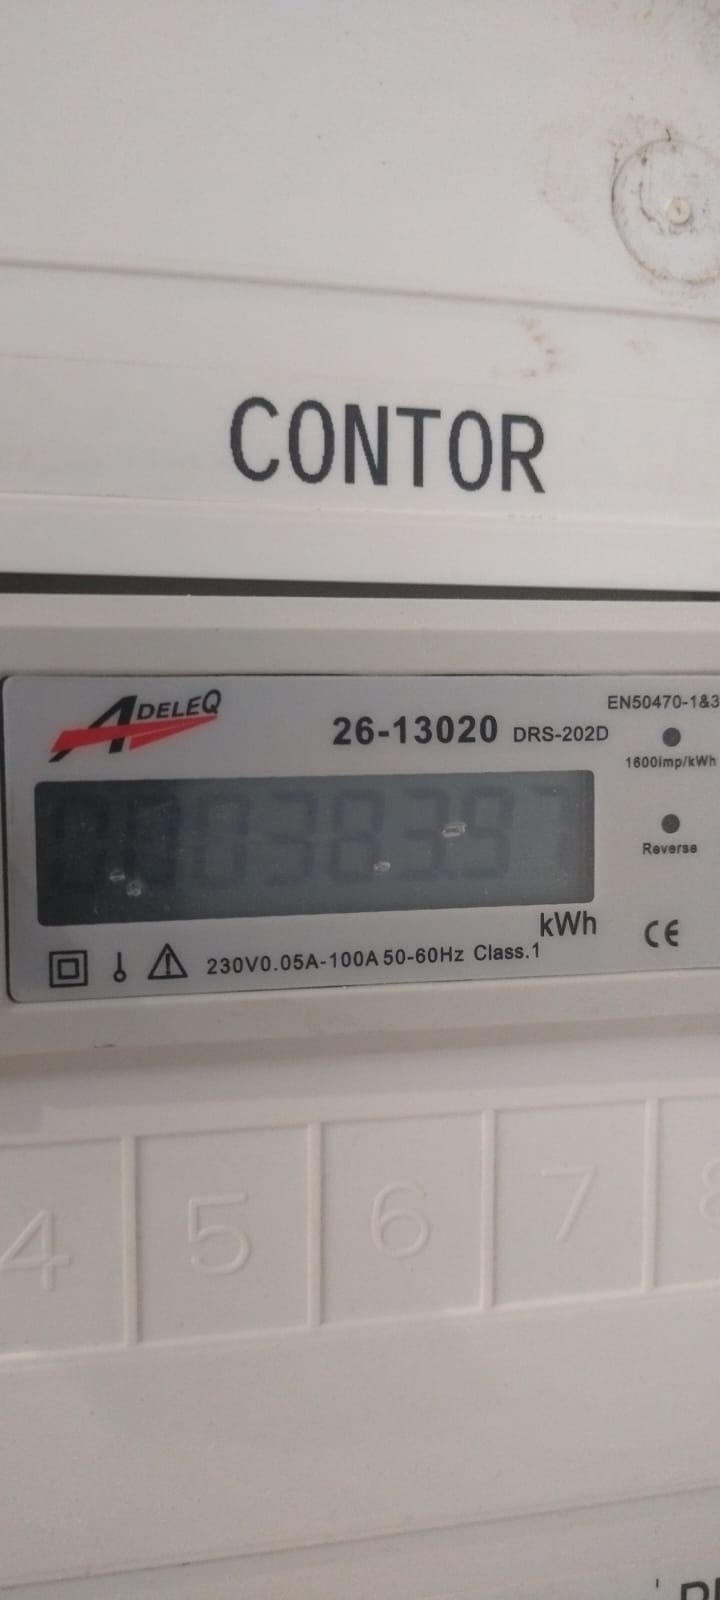 CONTOR
ADELEQ
26-13020 DRS-202D
EN50470-1&3
1600imp/kWh
Reverse
kWh
CE
230V0.05A-100A 50-60Hz Class.1
4 5 6 7 8